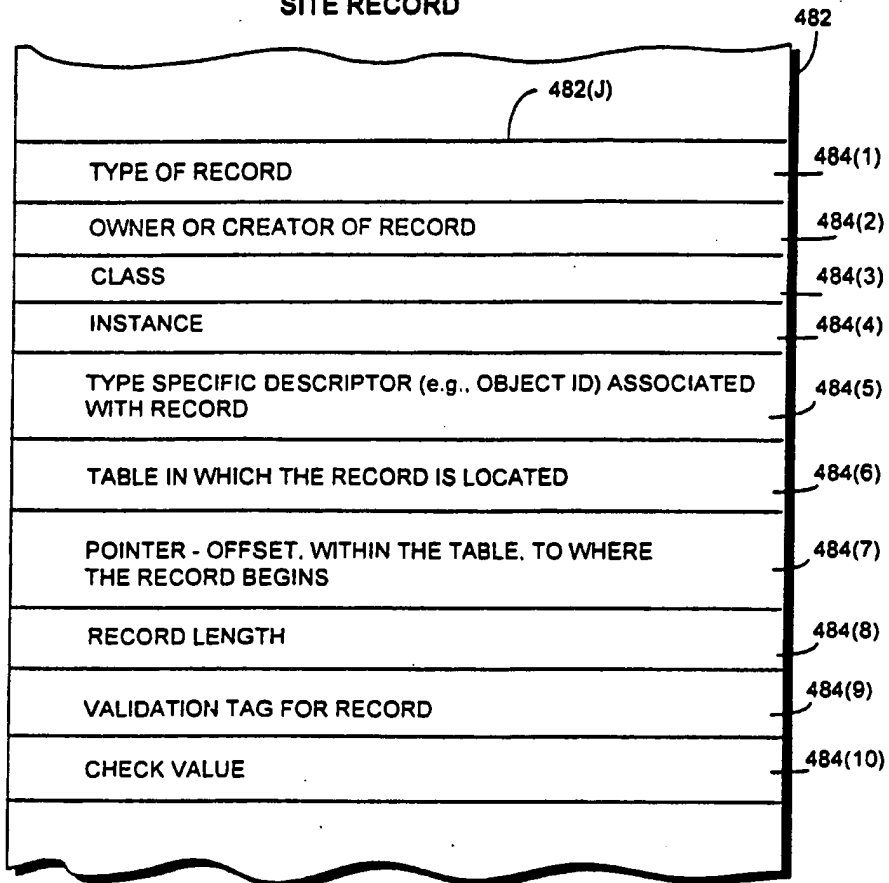 SITE RECORD
482
482(J)
TYPE OF RECORD
484(1)
OWNER OR CREATOR OF RECORD
484(2)
CLASS
484(3)
INSTANCE
484(4)
TYPE SPECIFIC DESCRIPTOR (e.g., OBJECT ID) ASSOCIATED
WITH RECORD
484(5)
TABLE IN WHICH THE RECORD IS LOCATED
484(6)
POINTER - OFFSET, WITHIN THE TABLE, TO WHERE
THE RECORD BEGINS
484(7)
RECORD LENGTH
484(8)
VALIDATION TAG FOR RECORD
484(9)
CHECK VALUE
484(10)